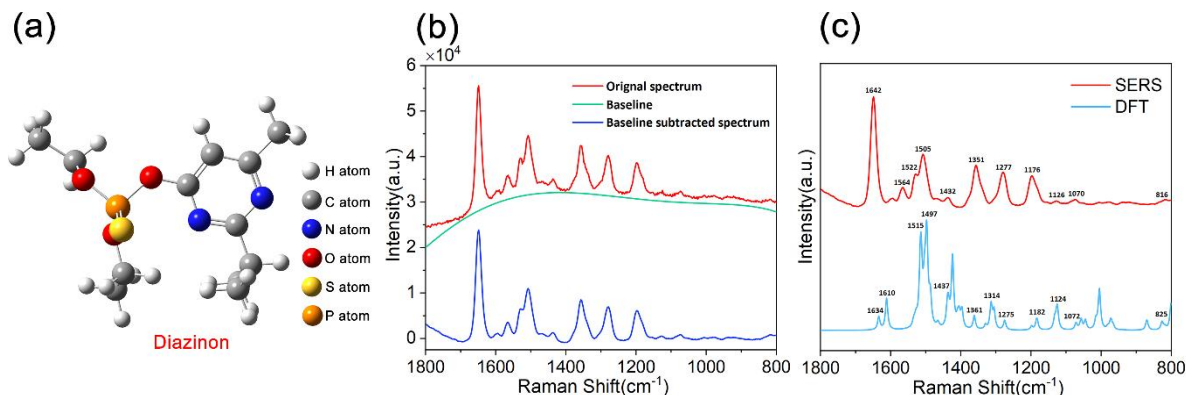 (a)
H atom
C atom
N atom
O atom
S atom
P atom
Diazinon
(b)
×10⁴
6
5
4
3
2
1
0
Intensity(a.u.)
Orignal spectrum
Baseline
Baseline subtracted spectrum
1800 1600 1400 1200 1000 800
Raman Shift(cm⁻¹)
(c)
Intensity(a.u.)
SERS
DFT
1642
1564
1522
1505
1432
1351
1277
1176
1126
1070
816
1634
1610
1515
1497
1437
1361
1314
1275
1182
1124
1072
825
1800 1600 1400 1200 1000 800
Raman Shift(cm⁻¹)